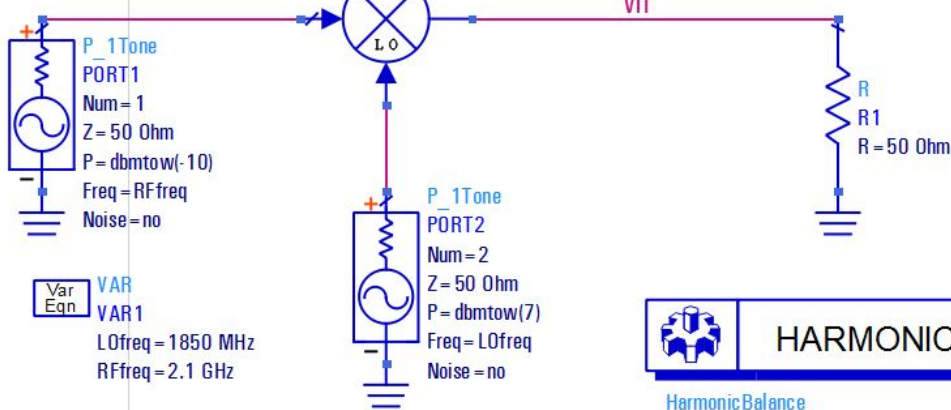 Vif
LO
P_1Tone
PORT1
Num=1
Z=50 Ohm
P=dbmtow(-10)
Freq=RFfreq
Noise=no
R
R1
R=50 Ohm
P_1Tone
PORT2
Num=2
Z=50 Ohm
P=dbmtow(7)
Freq=LOfreq
Noise=no
Var
Eqn
VAR
VAR1
LOfreq=1850 MHz
RFfreq=2.1 GHz
HARMONIC
HarmonicBalance